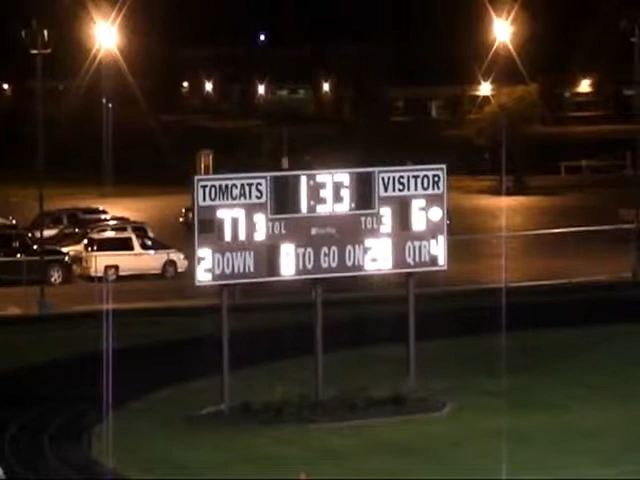 TOMCATS 1:33 VISITOR
77 3 TOL TOL 3 6
2 DOWN 8 TO GO ON 28 QTR 4